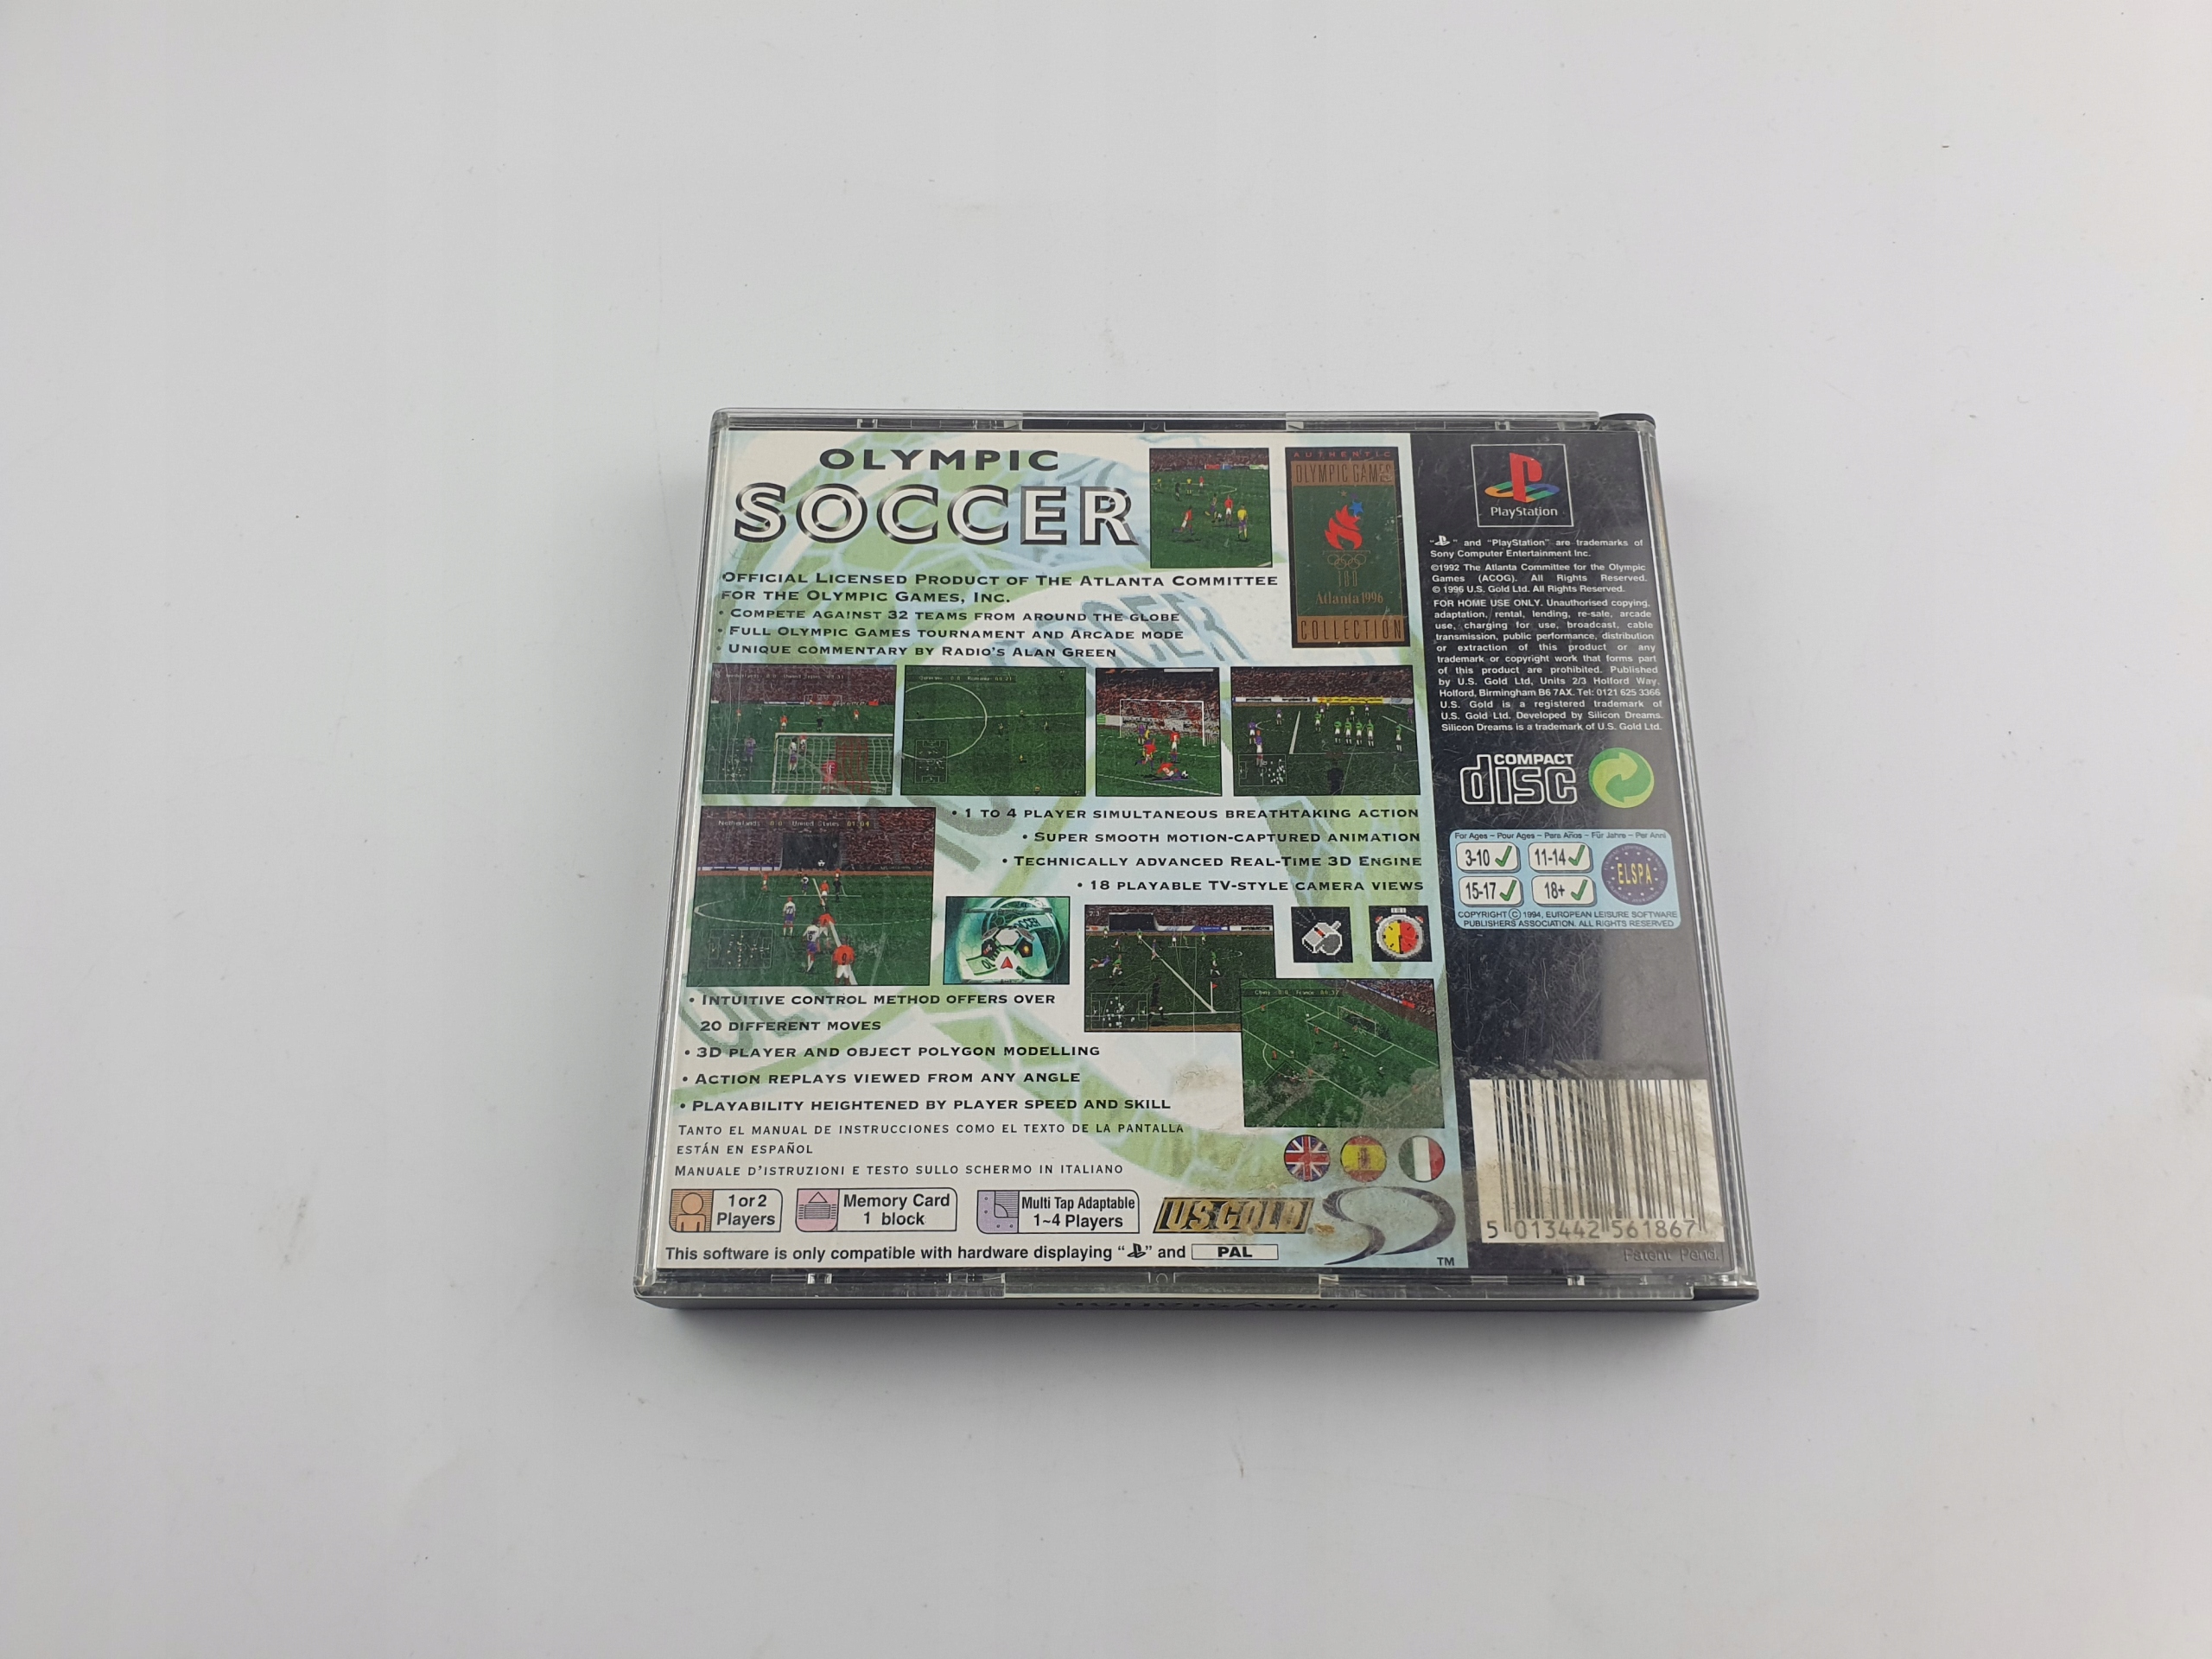 OLYMPIC
SOCCER
OFFICIAL LICENSED PRODUCT OF THE ATLANTA COMMITTEE
FOR THE OLYMPIC GAMES, INC.
• COMPETE AGAINST 32 TEAMS FROM AROUND THE GLOBE
• FULL OLYMPIC GAMES TOURNAMENT AND ARCADE MODE
• UNIQUE COMMENTARY BY RADIO'S ALAN GREEN
AUTHENTIC
OLYMPIC GAMES
Atlanta 1996
COLLECTION
• 1 TO 4 PLAYER SIMULTANEOUS BREATHTAKING ACTION
• SUPER SMOOTH MOTION-CAPTURED ANIMATION
• TECHNICALLY ADVANCED REAL-TIME 3D ENGINE
• 18 PLAYABLE TV-STYLE CAMERA VIEWS
Netherlands 0:0 United States 01:04
• INTUITIVE CONTROL METHOD OFFERS OVER
20 DIFFERENT MOVES
• 3D PLAYER AND OBJECT POLYGON MODELLING
• ACTION REPLAYS VIEWED FROM ANY ANGLE
• PLAYABILITY HEIGHTENED BY PLAYER SPEED AND SKILL
TANTO EL MANUAL DE INSTRUCCIONES COMO EL TEXTO DE LA PANTALLA
ESTÁN EN ESPAÑOL
MANUALE D'ISTRUZIONI E TESTO SULLO SCHERMO IN ITALIANO
1 or 2
Players
Memory Card
1 block
Multi Tap Adaptable
1~4 Players
US GOLD
TM
This software is only compatible with hardware displaying " " and PAL
PlayStation
" " and "PlayStation" are trademarks of
Sony Computer Entertainment Inc.
©1992 The Atlanta Committee for the Olympic
Games (ACOG). All Rights Reserved.
© 1996 U.S. Gold Ltd. All Rights Reserved.
FOR HOME USE ONLY. Unauthorised copying,
adaptation, rental, lending, re-sale, arcade
use, charging for use, broadcast, cable
transmission, public performance, distribution
or extraction of this product or any
trademark or copyright work that forms part
of this product are prohibited. Published
by U.S. Gold Ltd, Units 2/3 Holford Way,
Holford, Birmingham B6 7AX. Tel: 0121 625 3366
U.S. Gold is a registered trademark of
U.S. Gold Ltd. Developed by Silicon Dreams.
Silicon Dreams is a trademark of U.S. Gold Ltd.
COMPACT
disc
For Ages – Pour Ages – Para Años – Für Jahre – Per Anni
3-10 11-14
15-17 18+
ELSPA
COPYRIGHT © 1994, EUROPEAN LEISURE SOFTWARE
PUBLISHERS ASSOCIATION. ALL RIGHTS RESERVED
5 013442 561867
Patent Pend.